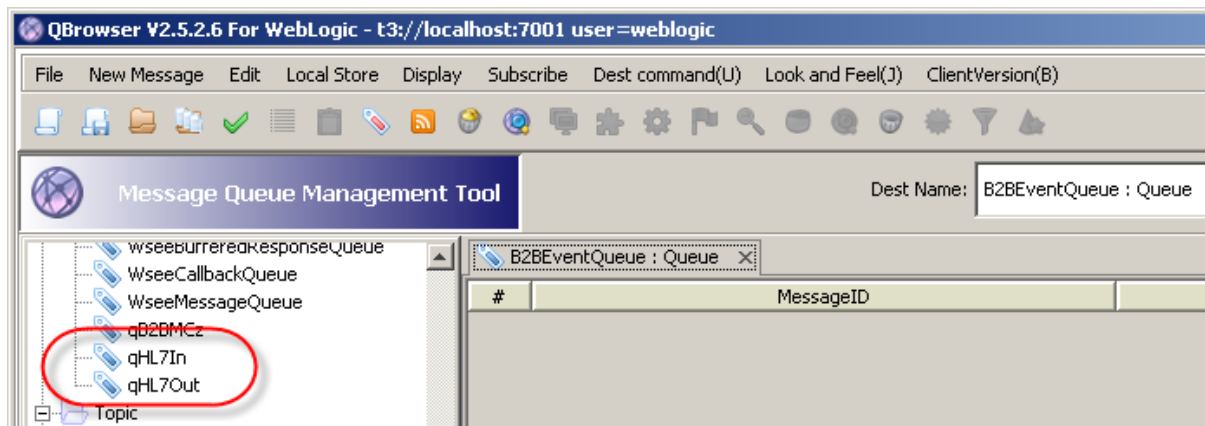 QBrowser V2.5.2.6 For WebLogic - t3://localhost:7001 user=weblogic
File New Message Edit Local Store Display Subscribe Dest command(U) Look and Feel(J) ClientVersion(B)
Message Queue Management Tool
Dest Name: B2BEventQueue : Queue
WseeBufferedResponseQueue
WseeCallbackQueue
WseeMessageQueue
qB2BMCz
qHL7In
qHL7Out
Topic
B2BEventQueue : Queue
# MessageID